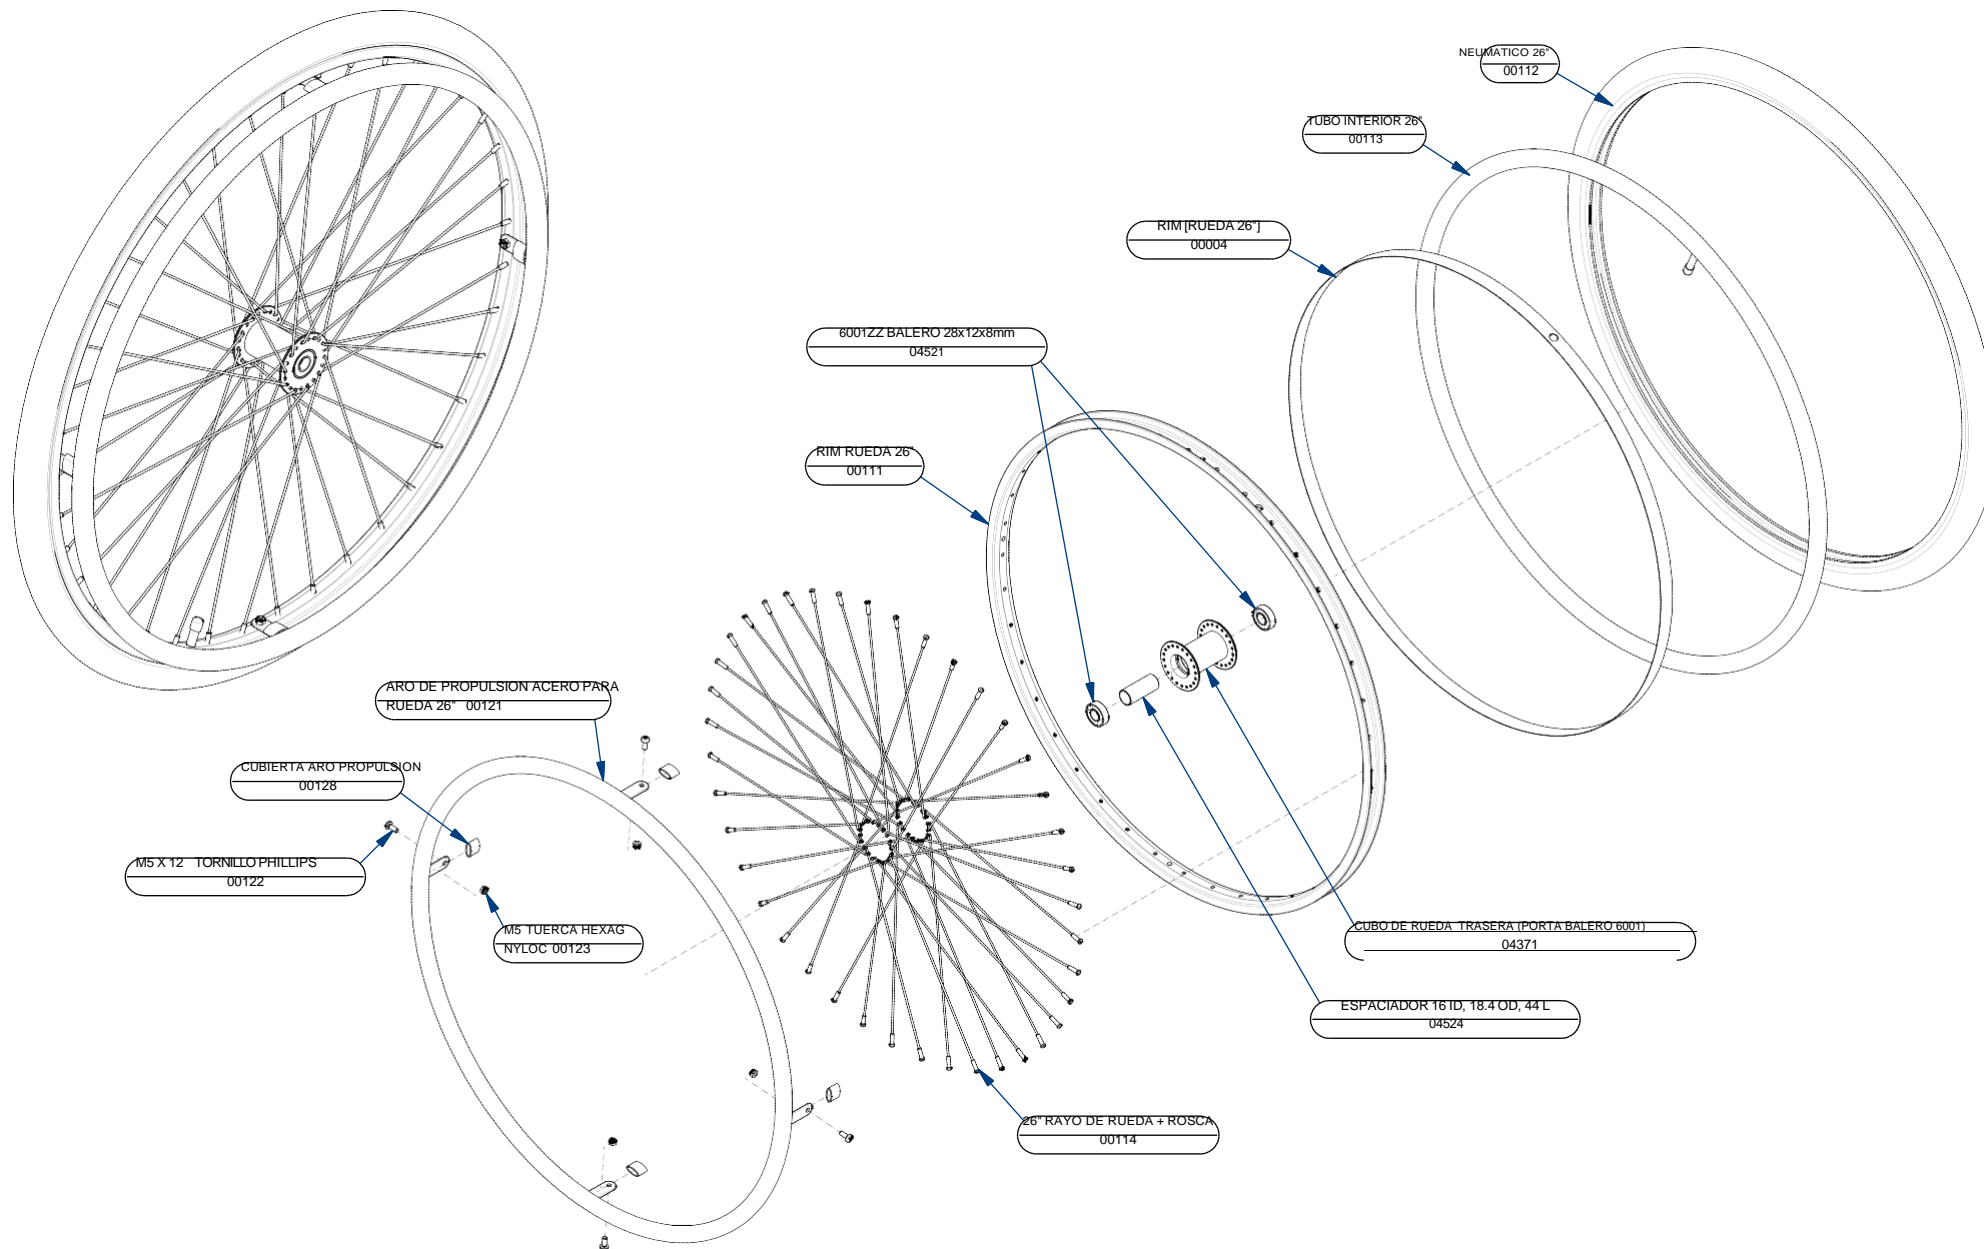 NEUMATICO 26"
00112
TUBO INTERIOR 26"
00113
RIM [RUEDA 26"]
00004
6001ZZ BALERO 28x12x8mm
04521
RIM RUEDA 26"
00111
ARO DE PROPULSION ACERO PARA
RUEDA 26" 00121
CUBIERTA ARO PROPULSION
00128
M5 X 12 TORNILLO PHILLIPS
00122
M5 TUERCA HEXAG
NYLOC 00123
CUBO DE RUEDA TRASERA (PORTA BALERO 6001)
04371
ESPACIADOR 16 ID, 18.4 OD, 44 L
04524
26" RAYO DE RUEDA + ROSCA
00114